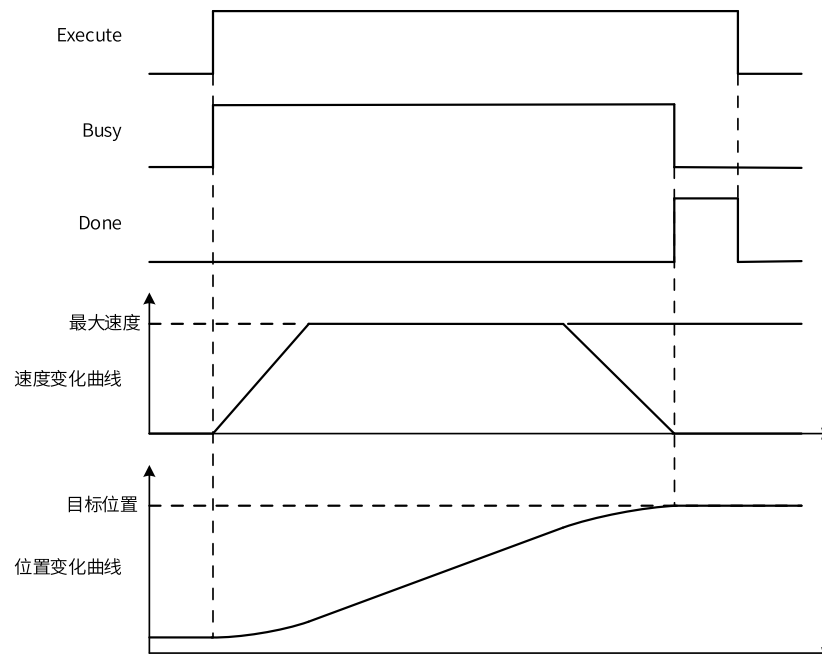 Execute
Busy
Done
最大速度
速度变化曲线
目标位置
位置变化曲线